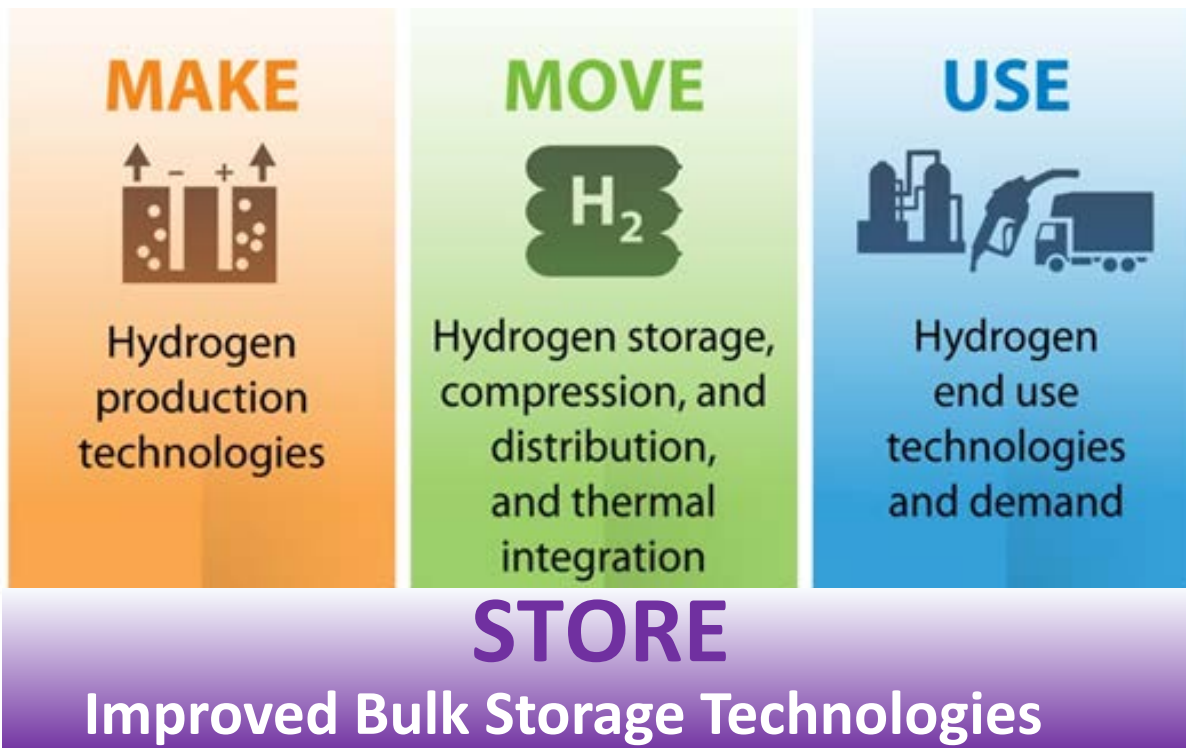 MAKE
− +
Hydrogen
production
technologies
MOVE
H2
Hydrogen storage,
compression, and
distribution,
and thermal
integration
USE
Hydrogen
end use
technologies
and demand
STORE
Improved Bulk Storage Technologies